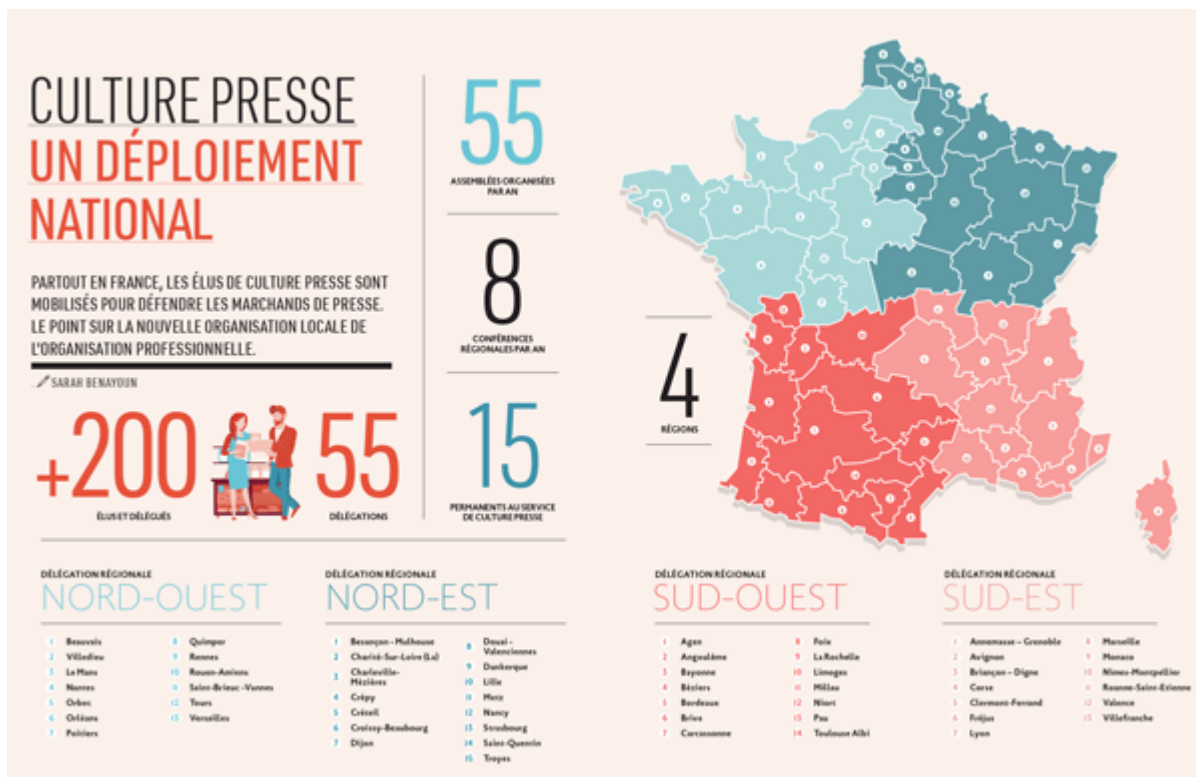 CULTURE PRESSE
UN DÉPLOIEMENT
NATIONAL
PARTOUT EN FRANCE, LES ÉLUS DE CULTURE PRESSE SONT
MOBILISÉS POUR DÉFENDRE LES MARCHANDS DE PRESSE.
LE POINT SUR LA NOUVELLE ORGANISATION LOCALE DE
L'ORGANISATION PROFESSIONNELLE.
SARAH BENAYOUN
+200
ÉLUS ET DÉLÉGUÉS
55
DÉLÉGATIONS
55
ASSEMBLÉES ORGANISÉES
PAR AN
8
CONFÉRENCES
RÉGIONALES PAR AN
15
PERMANENTS AU SERVICE
DE CULTURE PRESSE
4
RÉGIONS
DÉLÉGATION RÉGIONALE
NORD-OUEST
1 Beauvais
2 Villedieu
3 Le Mans
4 Nantes
5 Orbec
6 Orléans
7 Poitiers
8 Quimper
9 Rennes
10 Rouen-Amiens
11 Saint-Brieuc-Vannes
12 Tours
13 Versailles
DÉLÉGATION RÉGIONALE
NORD-EST
1 Besançon - Mulhouse
2 Charité-Sur-Loire (La)
3 Charleville-
Mézières
4 Crépy
5 Créteil
6 Croissy-Beaubourg
7 Dijon
8 Douai -
Valenciennes
9 Dunkerque
10 Lille
11 Metz
12 Nancy
13 Strasbourg
14 Saint-Quentin
15 Troyes
DÉLÉGATION RÉGIONALE
SUD-OUEST
1 Agen
2 Angoulême
3 Bayonne
4 Béziers
5 Bordeaux
6 Brive
7 Carcassonne
8 Foix
9 La Rochelle
10 Limoges
11 Millau
12 Niort
13 Pau
14 Toulouse Albi
DÉLÉGATION RÉGIONALE
SUD-EST
1 Annemasse – Grenoble
2 Avignon
3 Briançon – Digne
4 Corse
5 Clermont-Ferrand
6 Fréjus
7 Lyon
8 Marseille
9 Monaco
10 Nîmes-Montpellier
11 Roanne-Saint-Etienne
12 Valence
13 Villefranche